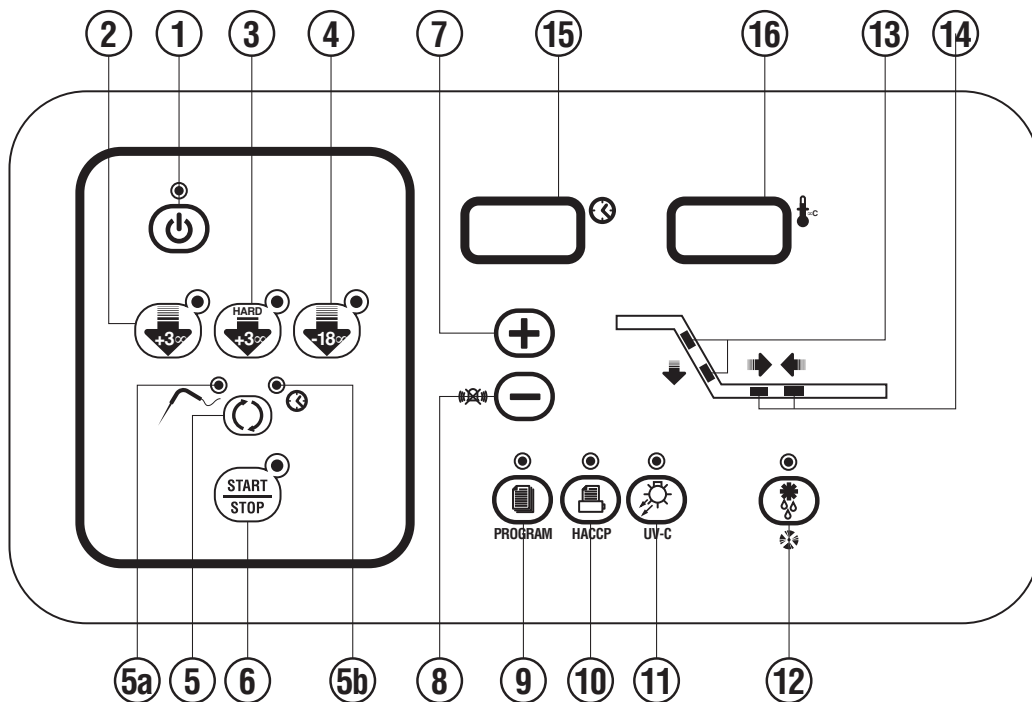 2 1 3 4 7 15 16 13 14
°C
HARD
+3∞ +3∞ -18∞
START
STOP
PROGRAM HACCP UV-C
5a 5 6 5b 8 9 10 11 12